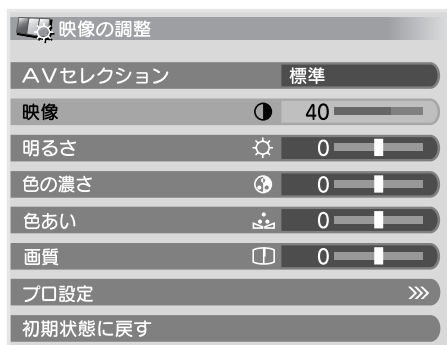 映像の調整
AVセレクション 標準
映像 40
明るさ 0
色の濃さ 0
色あい 0
画質 0
プロ設定
初期状態に戻す